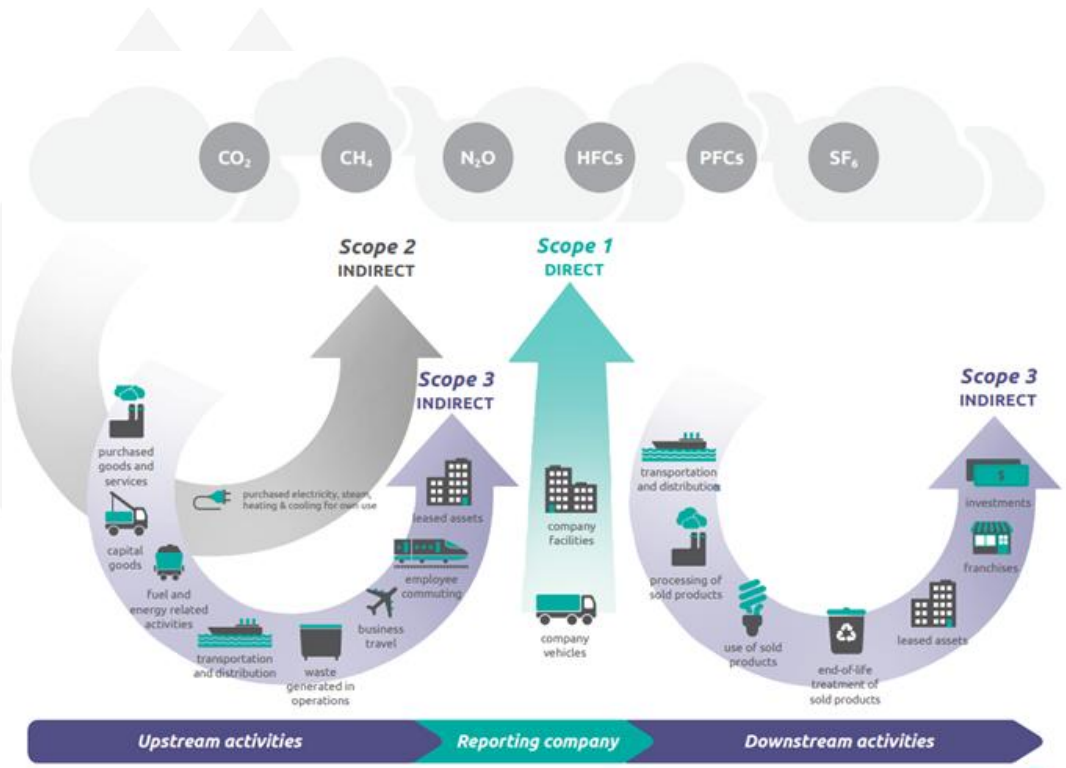 CO₂
CH₄
N₂O
HFCs
PFCs
SF₆
Scope 2
INDIRECT
Scope 1
DIRECT
Scope 3
INDIRECT
Scope 3
INDIRECT
purchased
goods and
services
capital
goods
fuel and
energy related
activities
transportation
and distribution
waste
generated in
operations
business
travel
employee
commuting
leased assets
purchased electricity, steam,
heating & cooling for own use
company
facilities
company
vehicles
transportation
and distribution
processing of
sold products
use of sold
products
end-of-life
treatment of
sold products
leased assets
franchises
investments
$
Upstream activities
Reporting company
Downstream activities